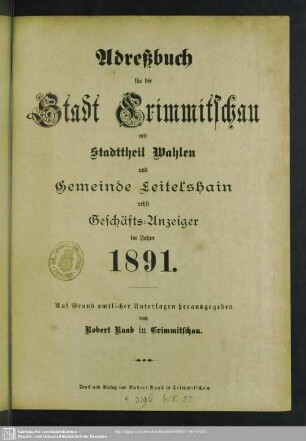 Adreßbuch
für die
Stadt Crimmitschau
mit
Stadttheil Wahlen
und
Gemeinde Leitelshain
nebst
Geschäfts-Anzeiger
im Jahre
1891.
Auf Grund amtlicher Unterlagen herausgegeben
von
Robert Raab in Crimmitschau.
Druck und Verlag von Robert Raab in Crimmitschau.